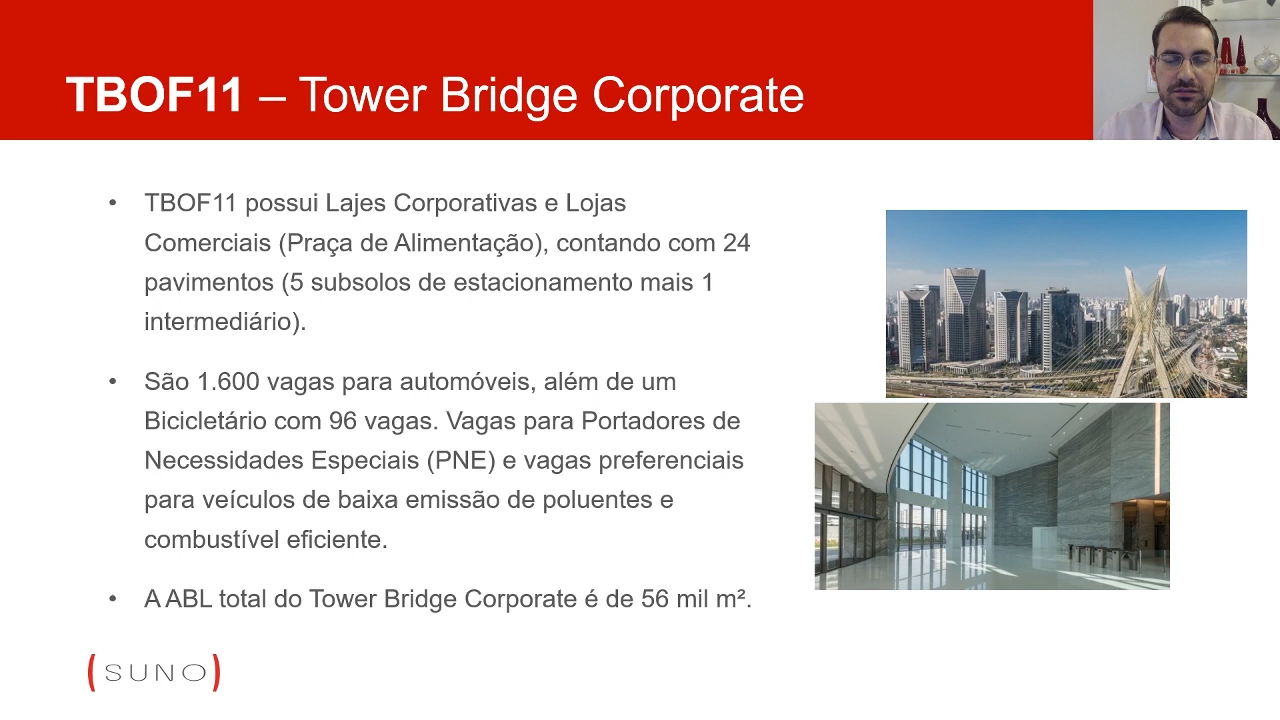 TBOF11 – Tower Bridge Corporate
• TBOF11 possui Lajes Corporativas e Lojas
Comerciais (Praça de Alimentação), contando com 24
pavimentos (5 subsolos de estacionamento mais 1
intermediário).
• São 1.600 vagas para automóveis, além de um
Bicicletário com 96 vagas. Vagas para Portadores de
Necessidades Especiais (PNE) e vagas preferenciais
para veículos de baixa emissão de poluentes e
combustível eficiente.
• A ABL total do Tower Bridge Corporate é de 56 mil m².
(SUNO)